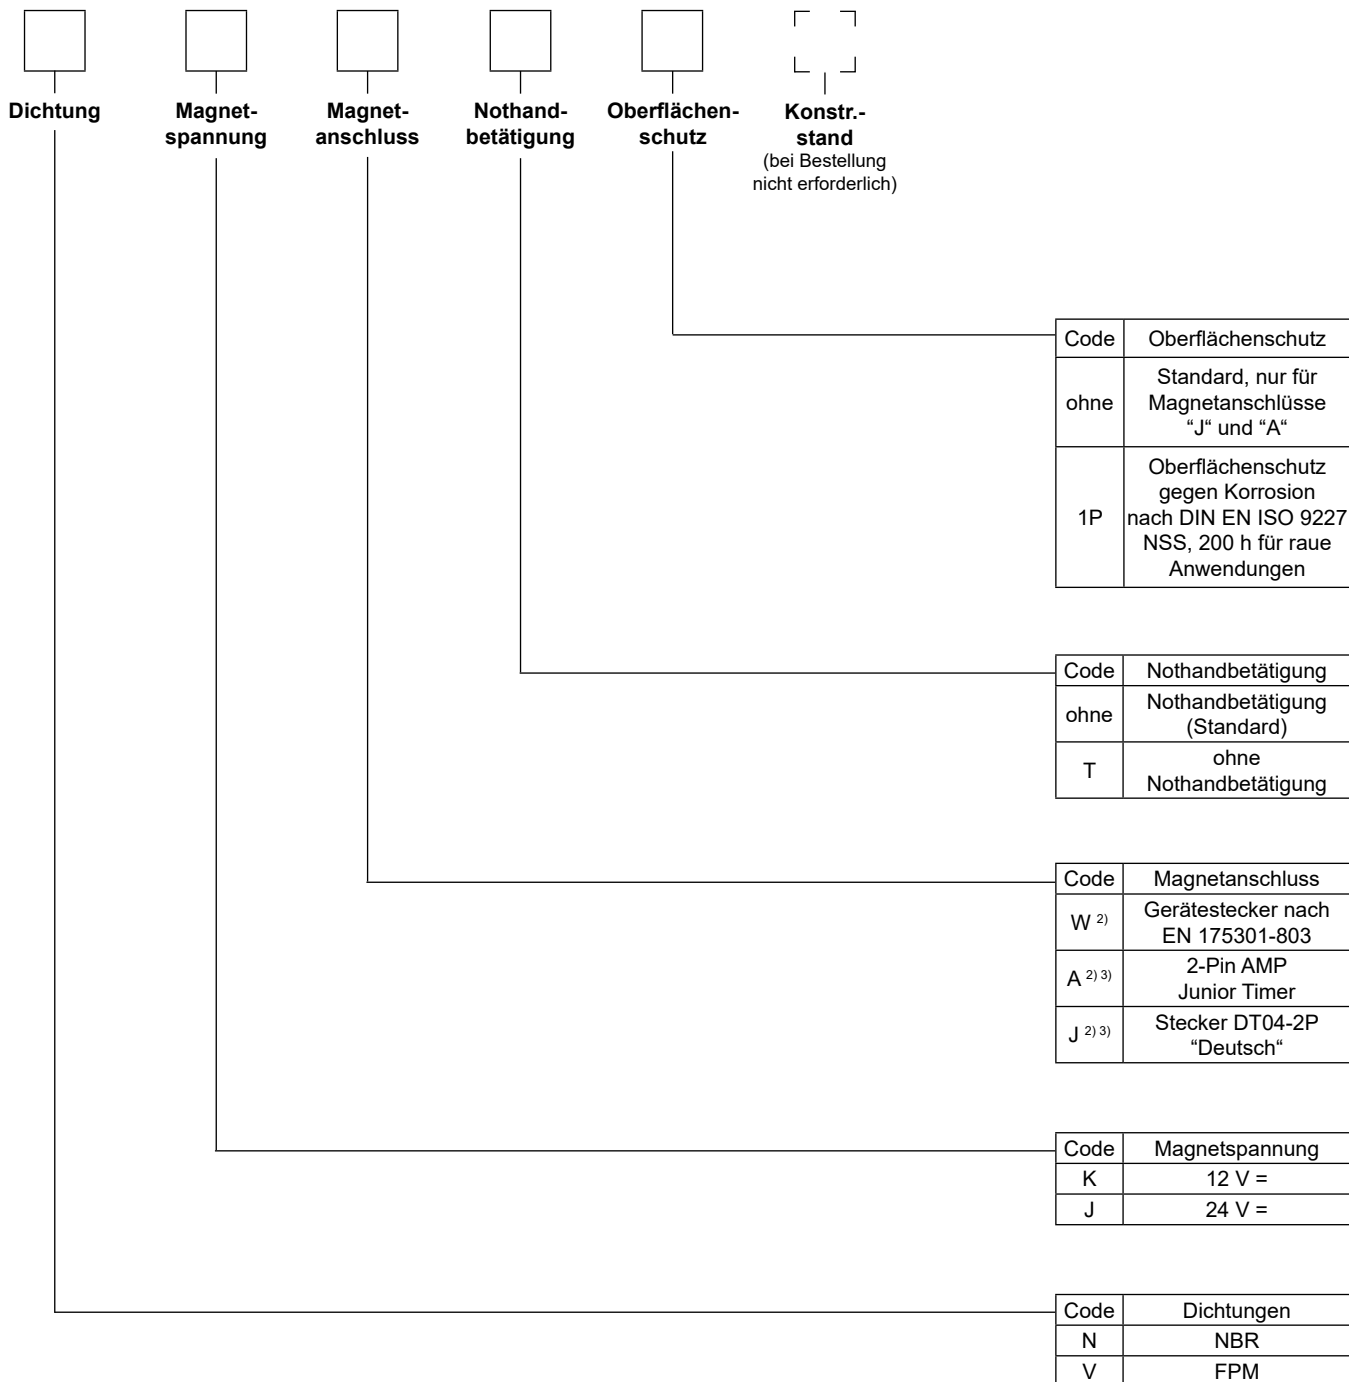 Dichtung
Magnet-
spannung
Magnet-
anschluss
Nothand-
betätigung
Oberflächen-
schutz
Konstr.-
stand
(bei Bestellung
nicht erforderlich)
Code Oberflächenschutz
ohne
Standard, nur für
Magnetanschlüsse
“J“ und “A“
1P
Oberflächenschutz
gegen Korrosion
nach DIN EN ISO 9227
NSS, 200 h für raue
Anwendungen
Code Nothandbetätigung
ohne
Nothandbetätigung
(Standard)
T
ohne
Nothandbetätigung
Code Magnetanschluss
W 2)
Gerätestecker nach
EN 175301-803
A 2) 3)
2-Pin AMP
Junior Timer
J 2) 3)
Stecker DT04-2P
“Deutsch“
Code Magnetspannung
K 12 V =
J 24 V =
Code Dichtungen
N NBR
V FPM